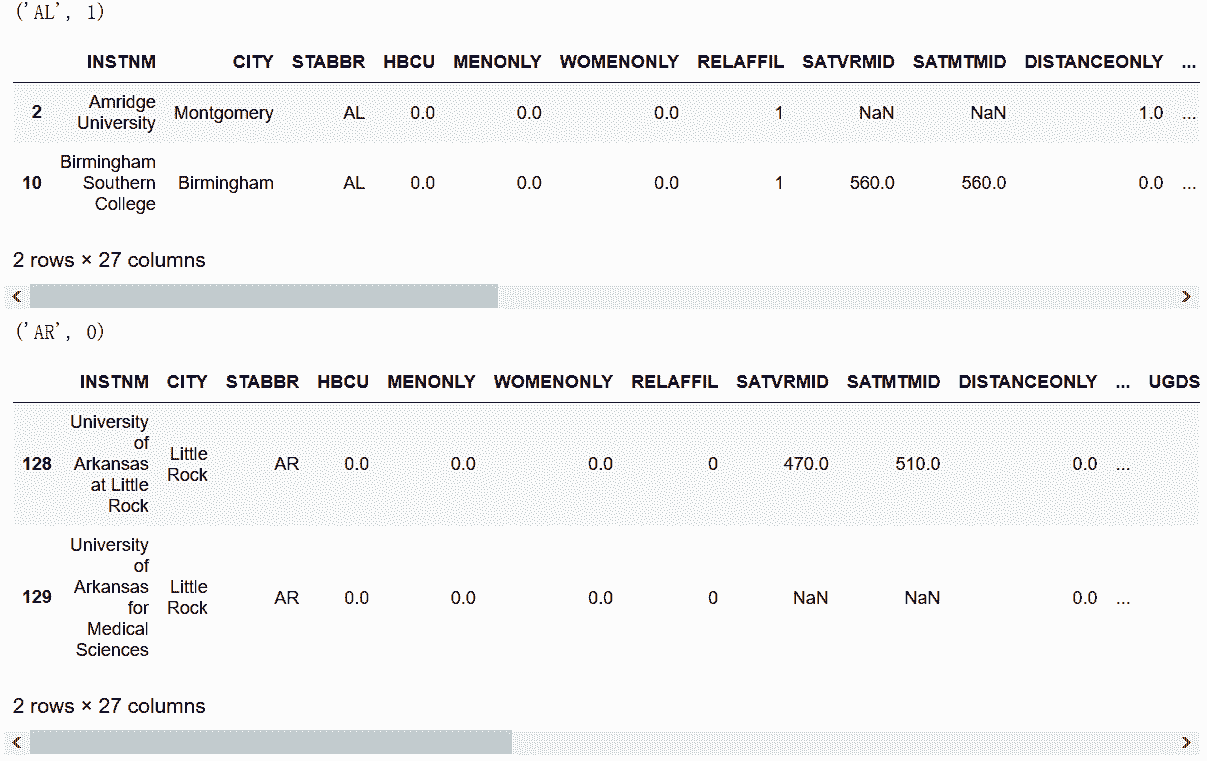 ('AL', 1)
INSTNM CITY STABBR HBCU MENONLY WOMENONLY RELAFFIL SATVRMID SATMTMID DISTANCEONLY ...
2 Amridge University Montgomery AL 0.0 0.0 0.0 1 NaN NaN 1.0 ...
10 Birmingham Southern College Birmingham AL 0.0 0.0 0.0 1 560.0 560.0 0.0 ...
2 rows × 27 columns
('AR', 0)
INSTNM CITY STABBR HBCU MENONLY WOMENONLY RELAFFIL SATVRMID SATMTMID DISTANCEONLY ... UGDS
128 University of Arkansas at Little Rock Little Rock AR 0.0 0.0 0.0 0 470.0 510.0 0.0 ...
129 University of Arkansas for Medical Sciences Little Rock AR 0.0 0.0 0.0 0 NaN NaN 0.0 ...
2 rows × 27 columns